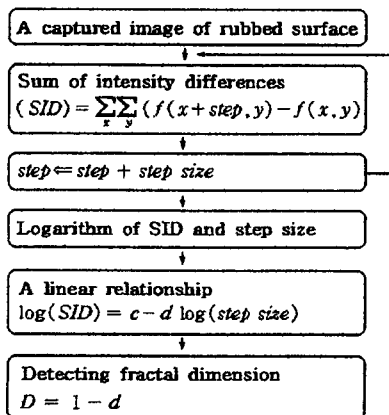 A captured image of rubbed surface
Sum of intensity differences
(SID) = ∑∑ (f(x+step, y) − f(x, y)
x y
step ⇐ step + step size
Logarithm of SID and step size
A linear relationship
log(SID) = c − d log(step size)
Detecting fractal dimension
D = 1 − d